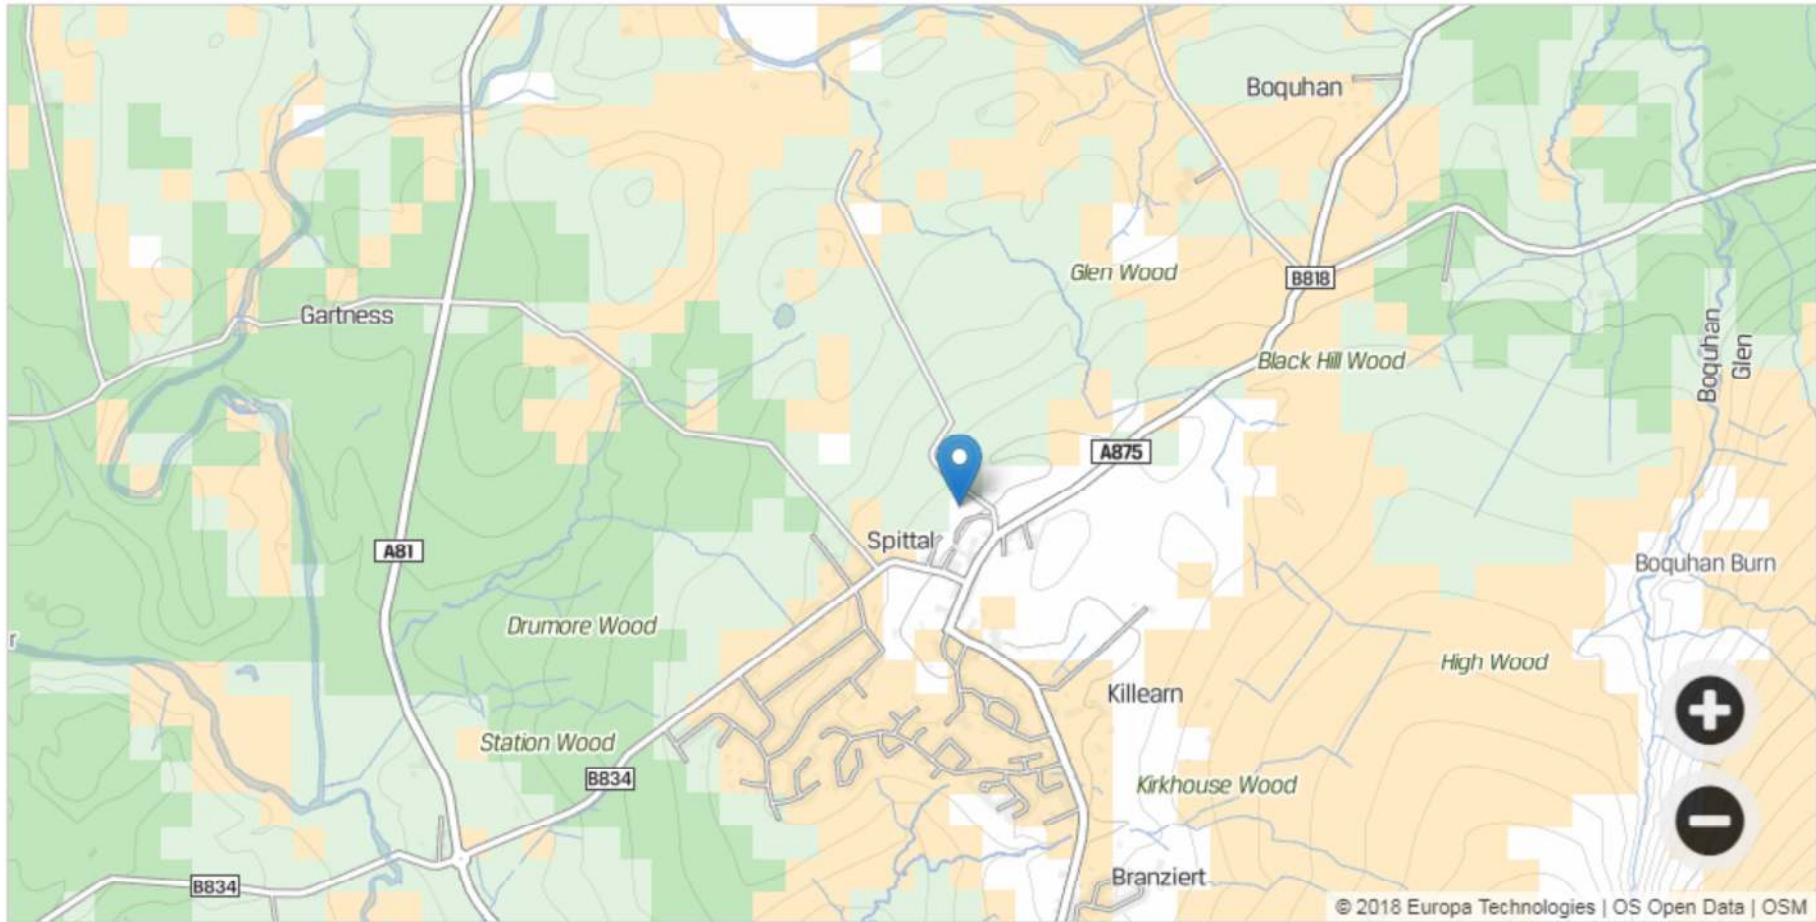 Boquhan
Glen Wood
B818
Gartness
Black Hill Wood
Boquhan
Glen
A875
A81
Spittal
Boquhan Burn
Drumore Wood
r
High Wood
Killearn
Station Wood
B834
Kirkhouse Wood
B834
Branziert
© 2018 Europa Technologies | OS Open Data | OSM